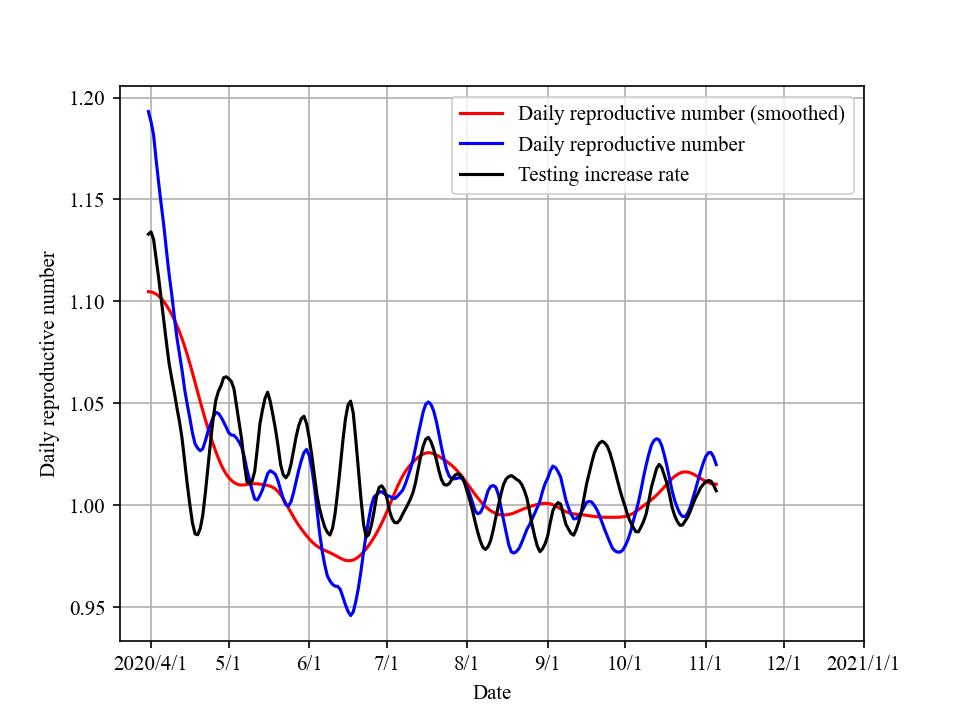 1.20
1.15
1.10
1.05
1.00
0.95
Daily reproductive number
Daily reproductive number (smoothed)
Daily reproductive number
Testing increase rate
2020/4/1 5/1 6/1 7/1 8/1 9/1 10/1 11/1 12/1 2021/1/1
Date